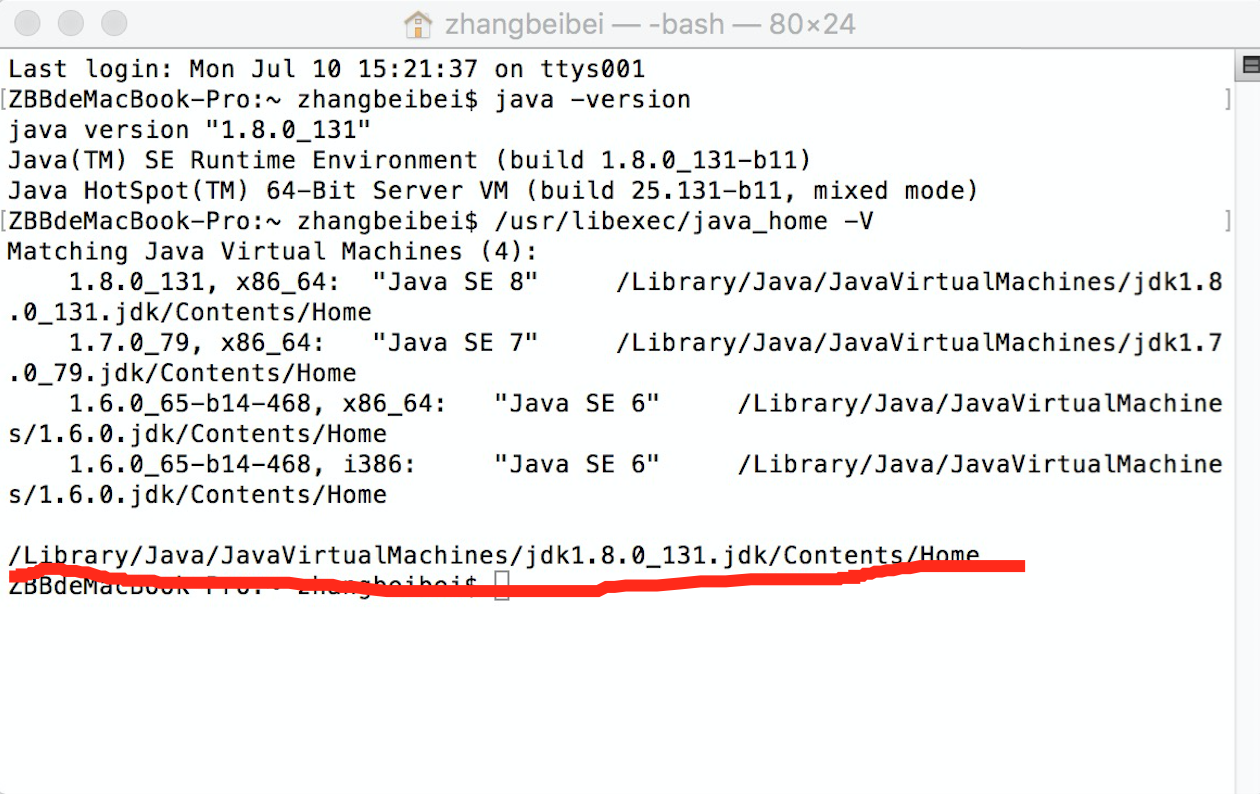 zhangbeibei — -bash — 80×24
Last login: Mon Jul 10 15:21:37 on ttys001
[ZBBdeMacBook-Pro:~ zhangbeibei$ java -version ]
java version "1.8.0_131"
Java(TM) SE Runtime Environment (build 1.8.0_131-b11)
Java HotSpot(TM) 64-Bit Server VM (build 25.131-b11, mixed mode)
[ZBBdeMacBook-Pro:~ zhangbeibei$ /usr/libexec/java_home -V ]
Matching Java Virtual Machines (4):
    1.8.0_131, x86_64:  "Java SE 8"     /Library/Java/JavaVirtualMachines/jdk1.8
.0_131.jdk/Contents/Home
    1.7.0_79, x86_64:   "Java SE 7"     /Library/Java/JavaVirtualMachines/jdk1.7
.0_79.jdk/Contents/Home
    1.6.0_65-b14-468, x86_64:   "Java SE 6"     /Library/Java/JavaVirtualMachine
s/1.6.0.jdk/Contents/Home
    1.6.0_65-b14-468, i386:     "Java SE 6"     /Library/Java/JavaVirtualMachine
s/1.6.0.jdk/Contents/Home
/Library/Java/JavaVirtualMachines/jdk1.8.0_131.jdk/Contents/Home
ZBBdeMacBook-Pro:~ zhangbeibei$